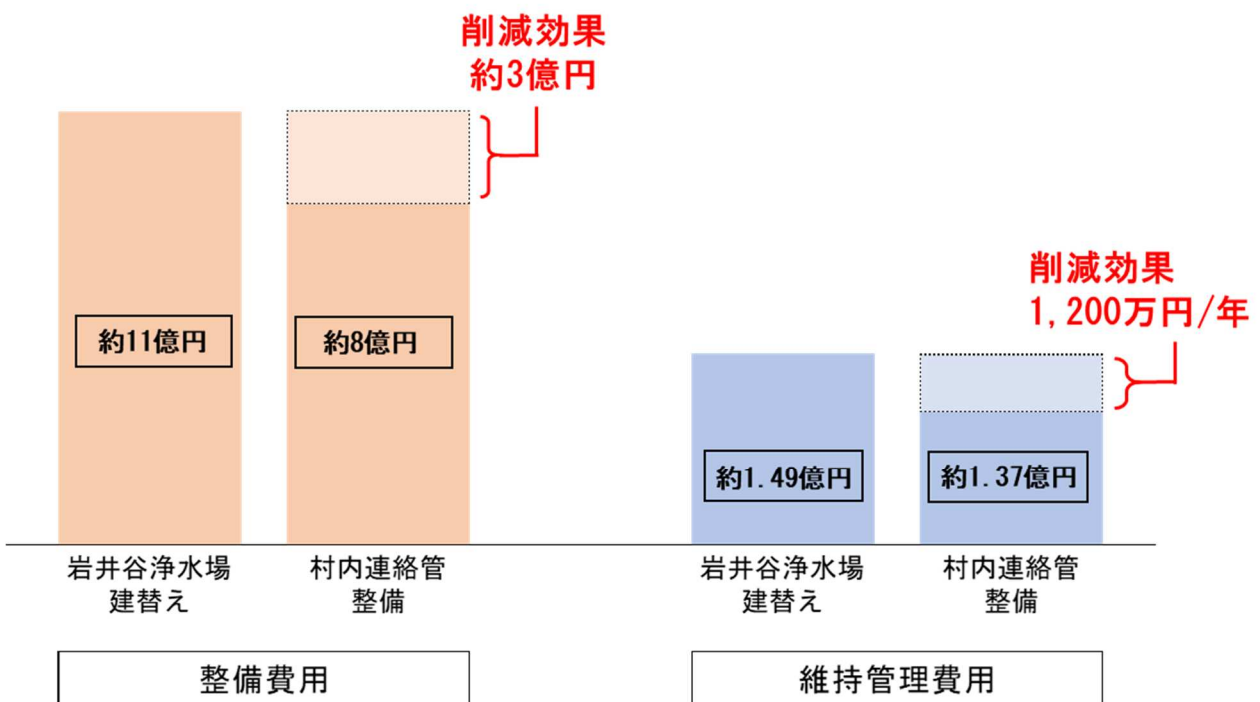 削減効果
約3億円
削減効果
1,200万円/年
約11億円
約8億円
約1.49億円
約1.37億円
岩井谷浄水場
建替え
村内連絡管
整備
岩井谷浄水場
建替え
村内連絡管
整備
整備費用
維持管理費用